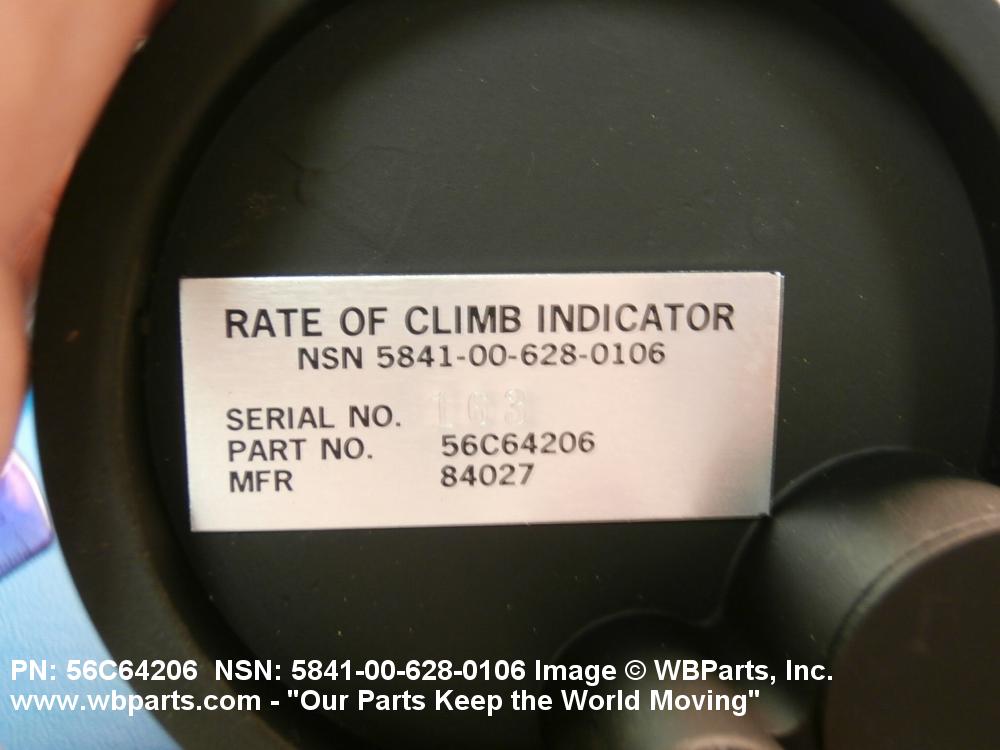 RATE OF CLIMB INDICATOR
NSN 5841-00-628-0106
SERIAL NO. 163
PART NO. 56C64206
MFR 84027
PN: 56C64206 NSN: 5841-00-628-0106 Image © WBParts, Inc.
www.wbparts.com - "Our Parts Keep the World Moving"